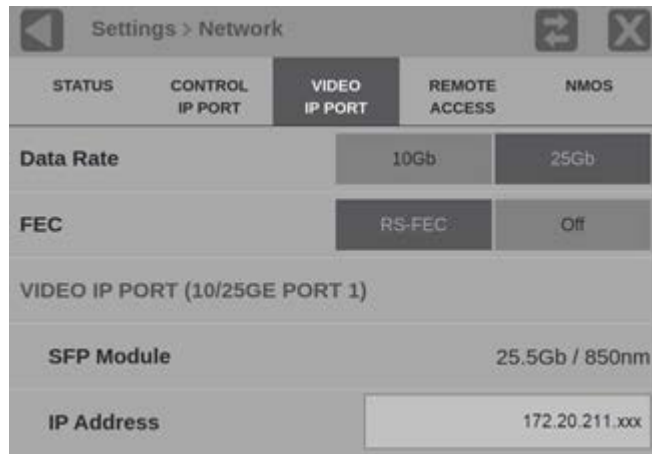 Settings > Network
STATUS
CONTROL
IP PORT
VIDEO
IP PORT
REMOTE
ACCESS
NMOS
Data Rate
10Gb
25Gb
FEC
RS-FEC
Off
VIDEO IP PORT (10/25GE PORT 1)
SFP Module
25.5Gb / 850nm
IP Address
172.20.211.xxx